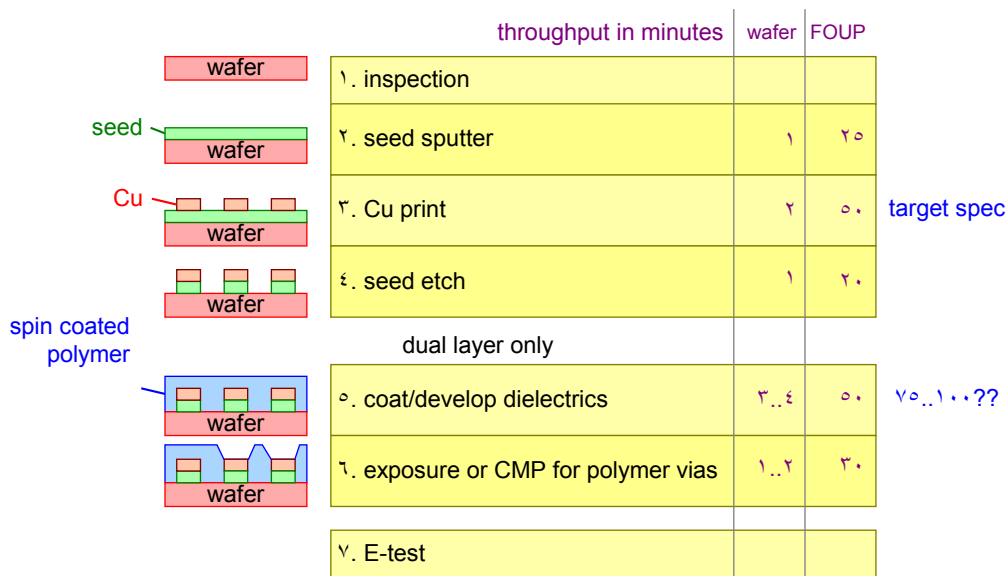 throughput in minutes wafer FOUP
wafer
١. inspection
seed
wafer
٢. seed sputter ١ ٢٥
Cu
wafer
٣. Cu print ٢ ٥٠ target spec
wafer
٤. seed etch ١ ٢٠
spin coated
polymer
dual layer only
wafer
٥. coat/develop dielectrics ٣..٤ ٥٠ ٧٥..١٠٠??
wafer
٦. exposure or CMP for polymer vias ١..٢ ٣٠
٧. E-test